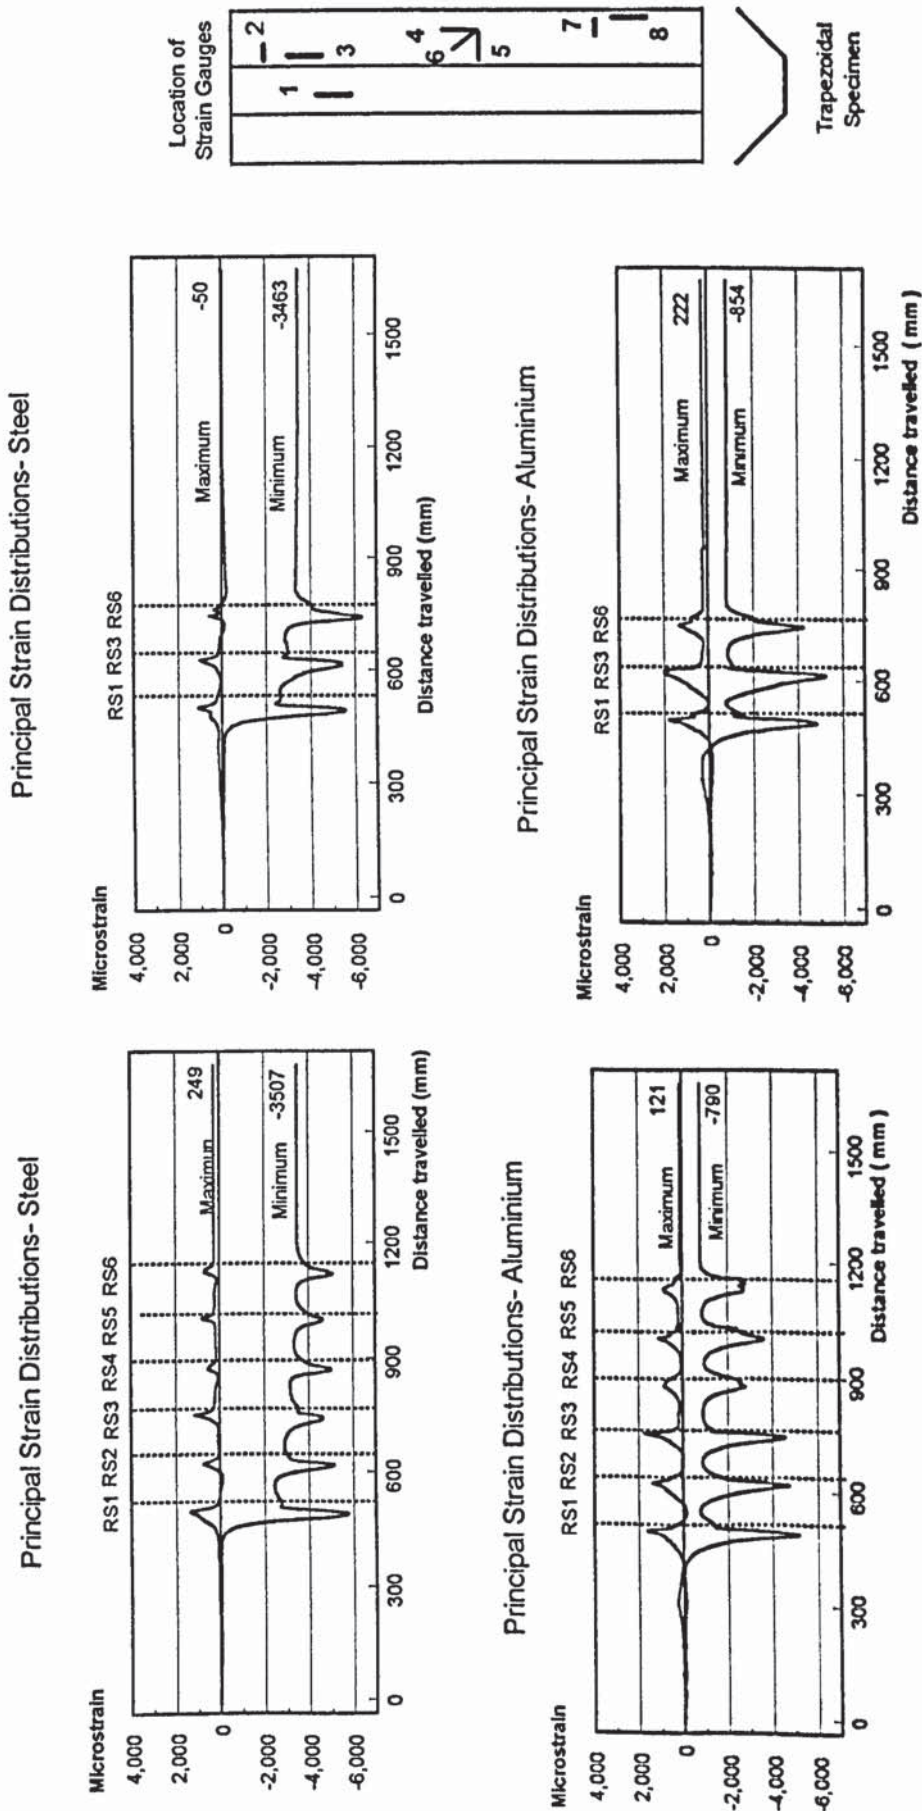 Principal Strain Distributions- Steel
Microstrain
RS1 RS2 RS3 RS4 RS5 RS6
4,000
2,000
0
-2,000
-4,000
-6,000
Maximun
249
Minimum
-3507
0
300
600
900
1200
1500
Distance travelled (mm)
Principal Strain Distributions- Steel
Microstrain
RS1 RS3 RS6
4,000
2,000
0
-2,000
-4,000
-6,000
Maximum
-50
Minimum
-3463
0
300
600
900
1200
1500
Distance travelled (mm)
Location of
Strain Gauges
1
2
3
4
5
6
7
8
Trapezoidal
Specimen
Principal Strain Distributions- Aluminium
Microstrain
RS1 RS2 RS3 RS4 RS5 RS6
4,000
2,000
0
-2,000
-4,000
-6,000
Maximum
121
Minimum
-790
0
300
600
900
1200
1500
Distance travelled ( mm )
Principal Strain Distributions- Aluminium
Microstrain
RS1 RS3 RS6
4,000
2,000
0
-2,000
-4,000
-6,000
Maximum
222
Minimum
-854
0
300
600
900
1200
1500
Distance travelled ( mm )